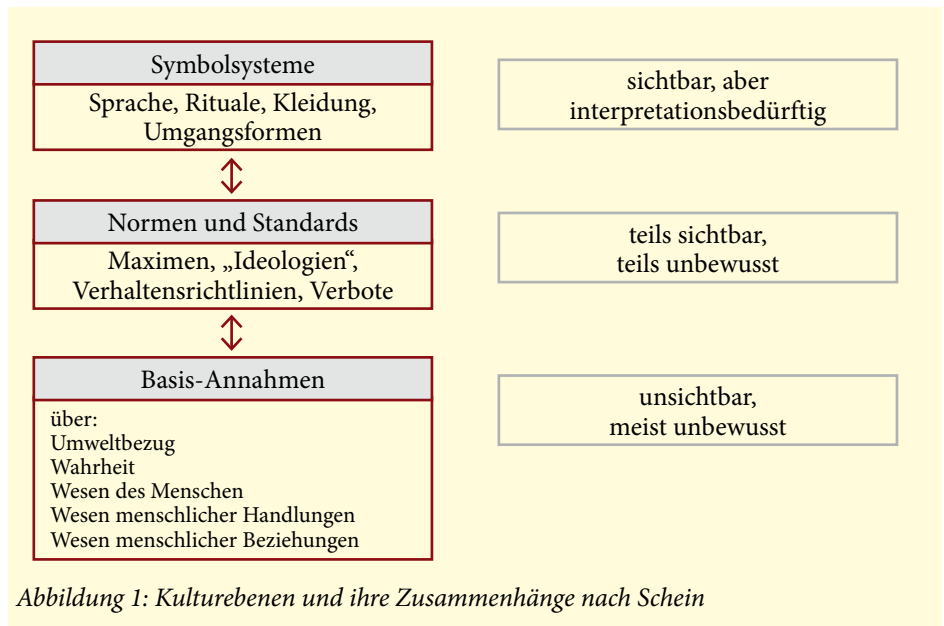 Symbolsysteme
Sprache, Rituale, Kleidung,
Umgangsformen
sichtbar, aber
interpretationsbedürftig
Normen und Standards
Maximen, „Ideologien“,
Verhaltensrichtlinien, Verbote
teils sichtbar,
teils unbewusst
Basis-Annahmen
über:
Umweltbezug
Wahrheit
Wesen des Menschen
Wesen menschlicher Handlungen
Wesen menschlicher Beziehungen
unsichtbar,
meist unbewusst
Abbildung 1: Kulturebenen und ihre Zusammenhänge nach Schein